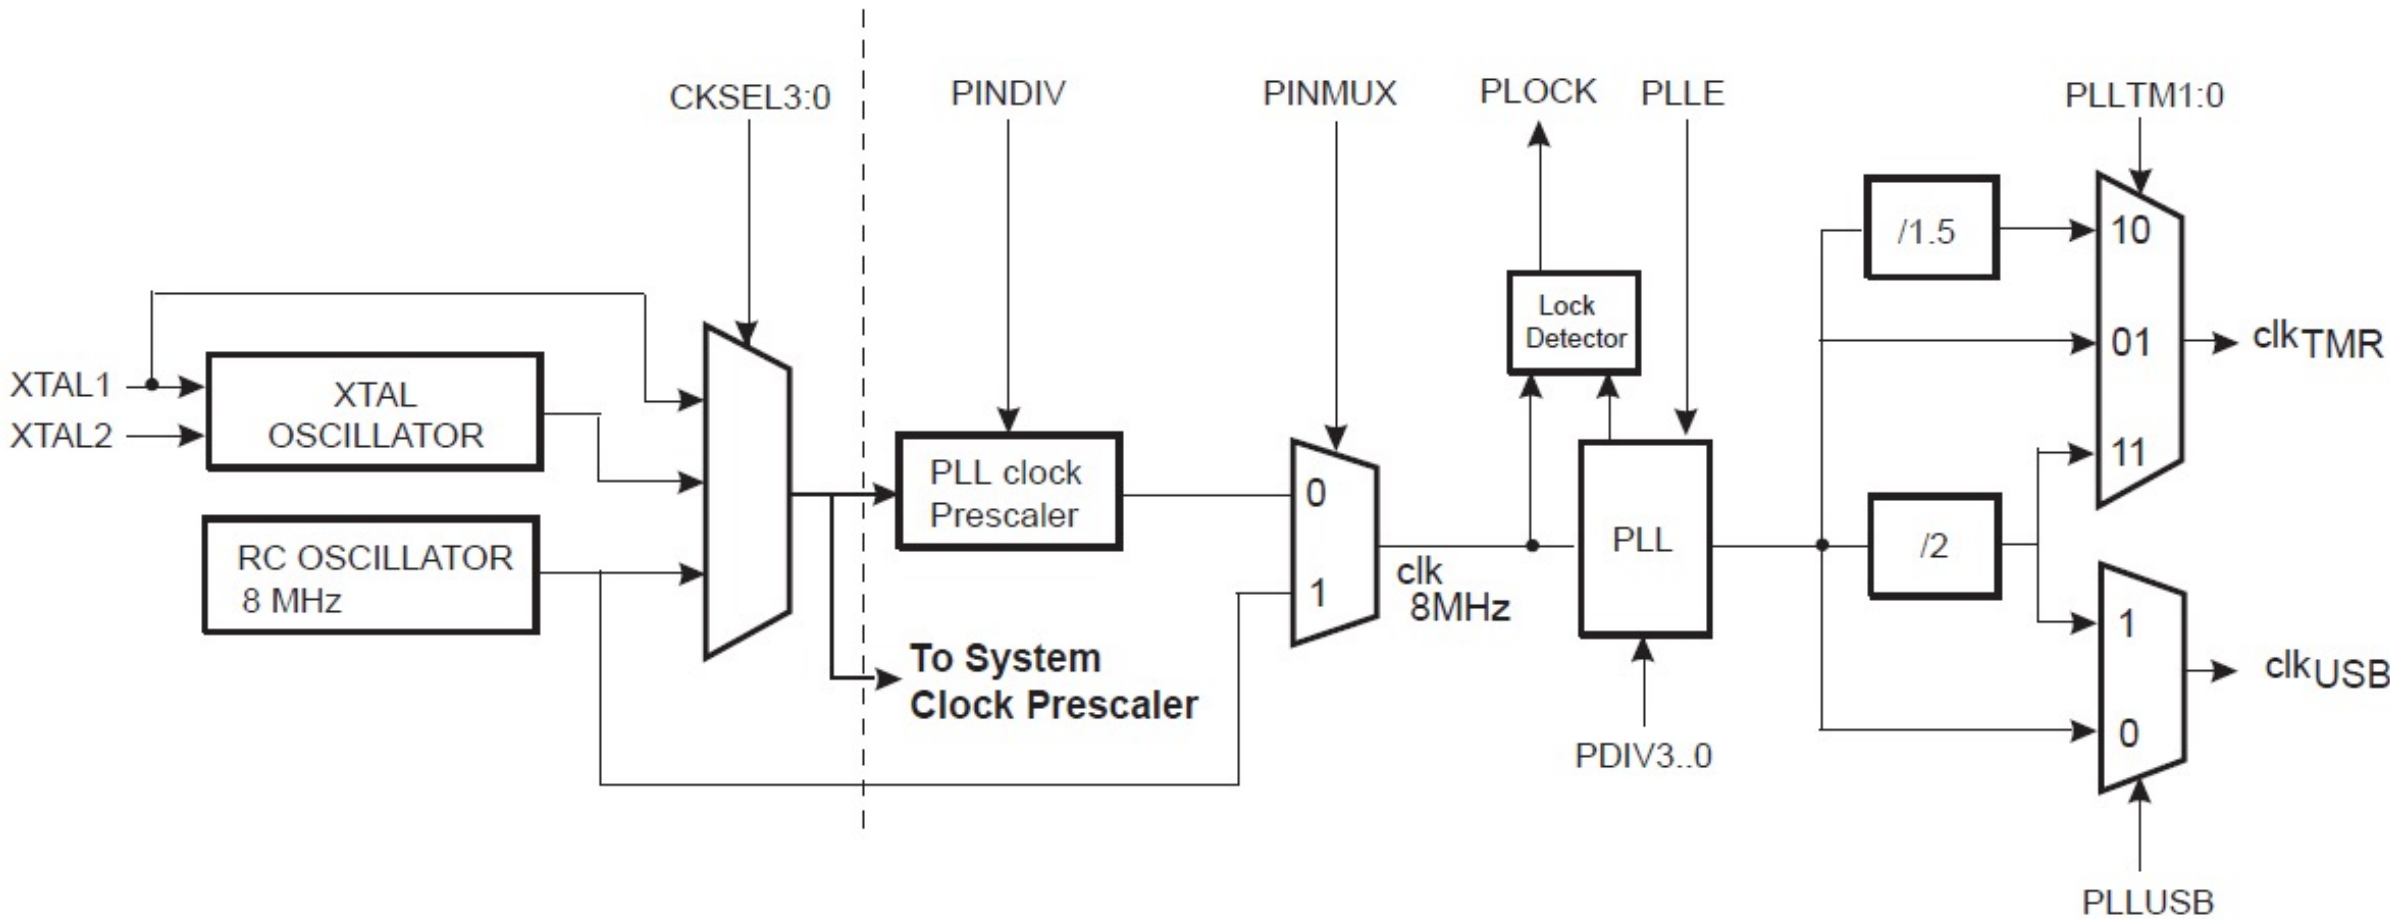 CKSEL3:0
PINDIV
PINMUX
PLOCK
PLLE
PLLTM1:0
/1.5
10
Lock
Detector
01
clkTMR
XTAL1
XTAL2
XTAL
OSCILLATOR
11
PLL clock
Prescaler
0
PLL
/2
RC OSCILLATOR
8 MHz
1
clk
8MHz
1
clkUSB
To System
Clock Prescaler
0
PDIV3..0
PLLUSB